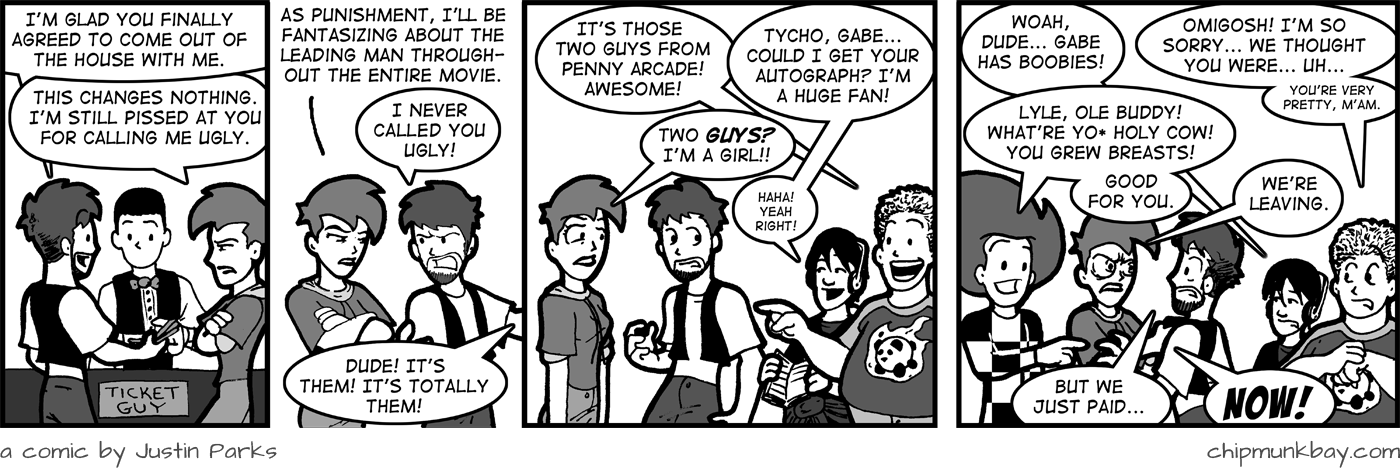 I'M GLAD YOU FINALLY
AGREED TO COME OUT OF
THE HOUSE WITH ME.
THIS CHANGES NOTHING.
I'M STILL PISSED AT YOU
FOR CALLING ME UGLY.
TICKET
GUY
AS PUNISHMENT, I'LL BE
FANTASIZING ABOUT THE
LEADING MAN THROUGH-
OUT THE ENTIRE MOVIE.
I NEVER
CALLED YOU
UGLY!
DUDE! IT'S
THEM! IT'S TOTALLY
THEM!
IT'S THOSE
TWO GUYS FROM
PENNY ARCADE!
AWESOME!
TYCHO, GABE...
COULD I GET YOUR
AUTOGRAPH? I'M
A HUGE FAN!
TWO GUYS?
I'M A GIRL!!
HAHA!
YEAH
RIGHT!
WOAH,
DUDE... GABE
HAS BOOBIES!
OMIGOSH! I'M SO
SORRY... WE THOUGHT
YOU WERE... UH...
YOU'RE VERY
PRETTY, M'AM.
LYLE, OLE BUDDY!
WHAT'RE YO* HOLY COW!
YOU GREW BREASTS!
GOOD
FOR YOU.
WE'RE
LEAVING.
BUT WE
JUST PAID...
NOW!
a comic by Justin Parks
chipmunkbay.com